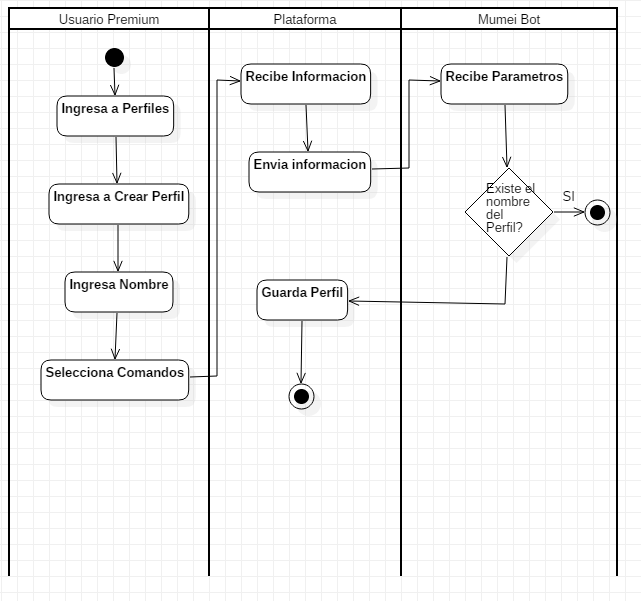 Usuario Premium
Plataforma
Mumei Bot
Ingresa a Perfiles
Ingresa a Crear Perfil
Ingresa Nombre
Selecciona Comandos
Recibe Informacion
Envia informacion
Guarda Perfil
Recibe Parametros
Existe el
nombre
del
Perfil?
SI